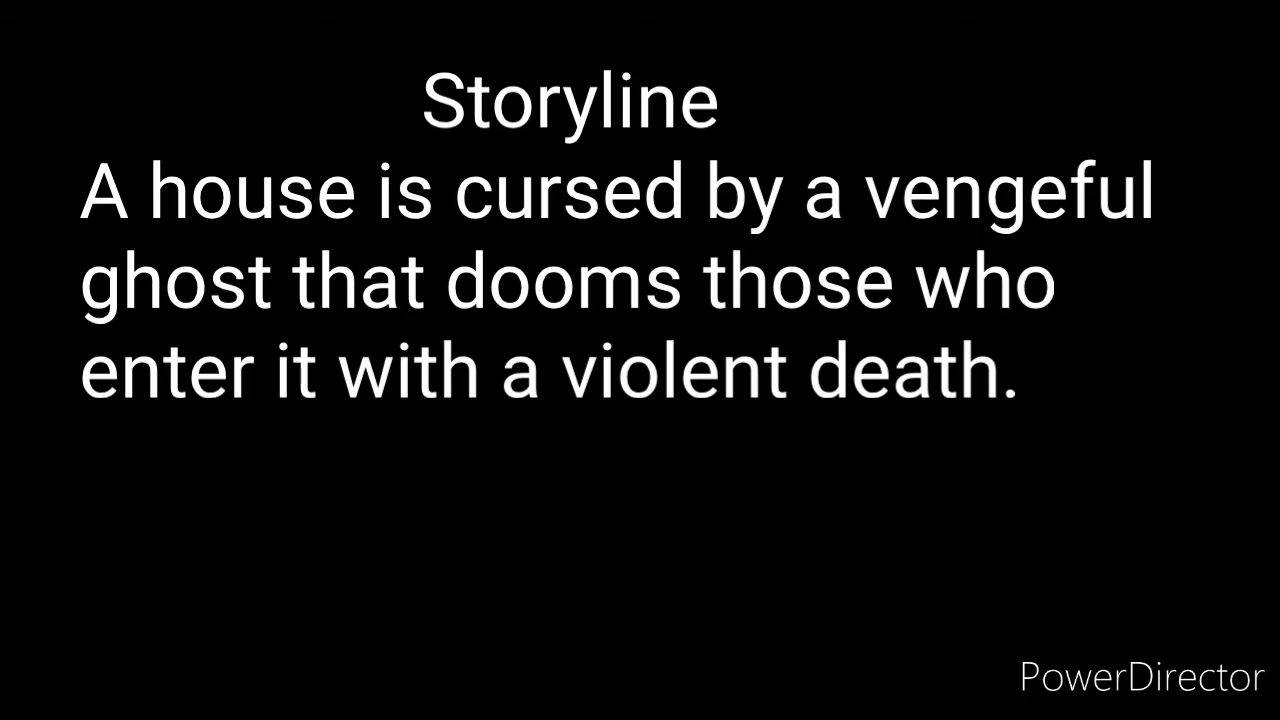 Storyline
A house is cursed by a vengeful
ghost that dooms those who
enter it with a violent death.
PowerDirector